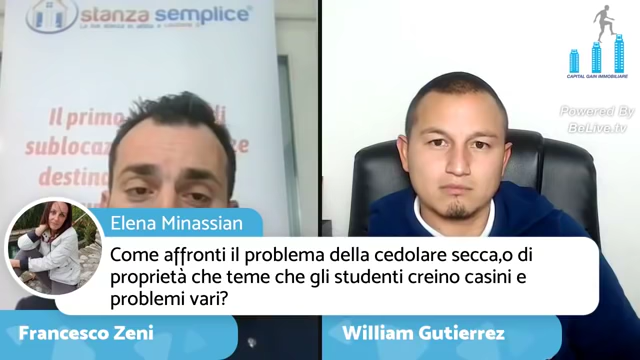 stanza semplice®
Il primo
sublocaz
destina
CAPITAL GAIN IMMOBILIARE
Powered By
BeLive.tv
Elena Minassian
Come affronti il problema della cedolare secca,o di
proprietà che teme che gli studenti creino casini e
problemi vari?
Francesco Zeni
William Gutierrez